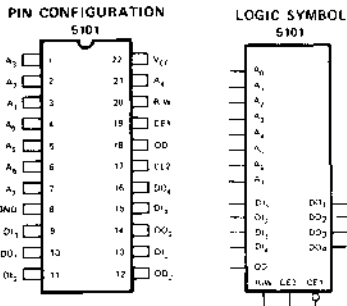 PIN CONFIGURATION
5101
A3 1 22 VCC
A2 2 21 A4
A1 3 20 R/W
A0 4 19 CE1
A5 5 18 OD
A6 6 17 CE2
A7 7 16 DO4
GND 8 15 DI4
DI1 9 14 DO3
DO1 10 13 DI3
DI2 11 12 DO2
LOGIC SYMBOL
5101
A0
A1
A2
A3
A4
A5
A6
A7
DI1 DO1
DI2 DO2
DI3 DO3
DI4 DO4
OD
R/W CE2 CE1